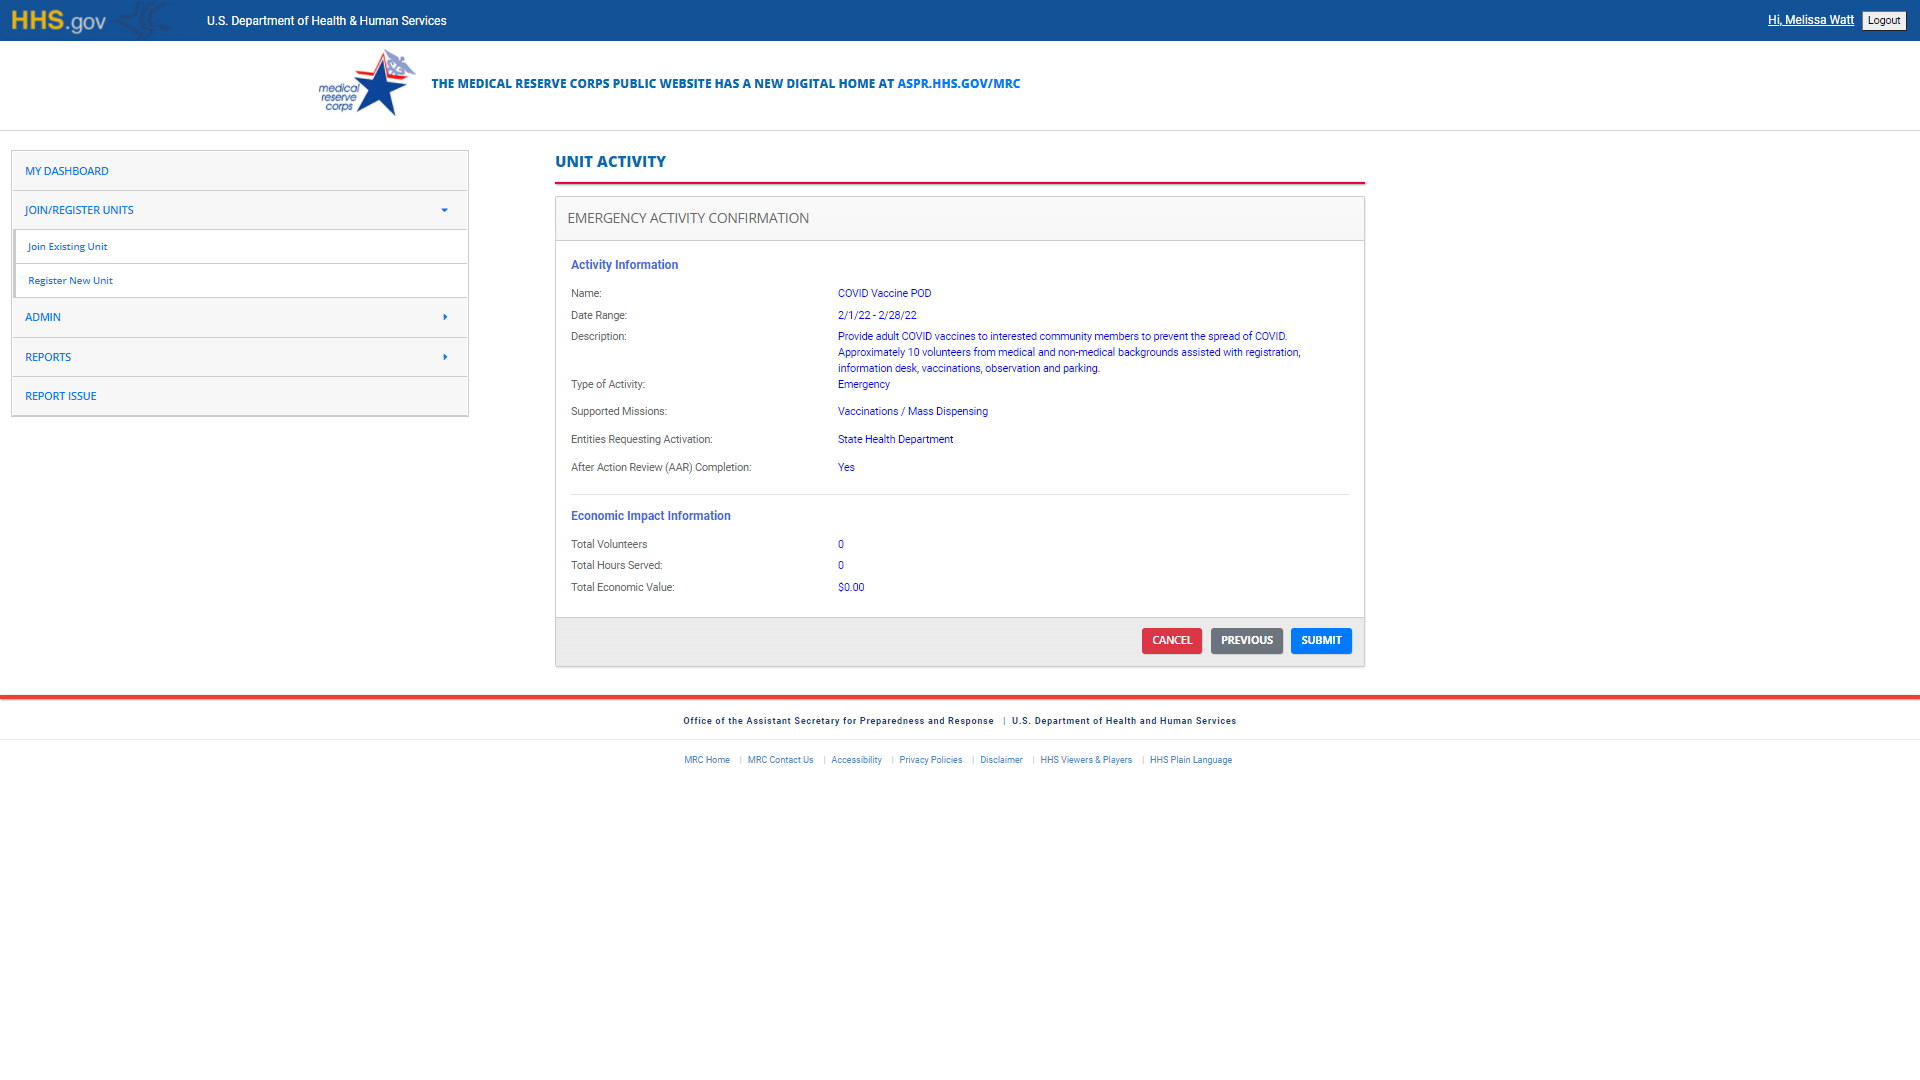 HHS.gov
U.S. Department of Health & Human Services
Hi, Melissa Watt
Logout
medical
reserve
corps
THE MEDICAL RESERVE CORPS PUBLIC WEBSITE HAS A NEW DIGITAL HOME AT ASPR.HHS.GOV/MRC
MY DASHBOARD
JOIN/REGISTER UNITS
Join Existing Unit
Register New Unit
ADMIN
REPORTS
REPORT ISSUE
UNIT ACTIVITY
EMERGENCY ACTIVITY CONFIRMATION
Activity Information
Name: COVID Vaccine POD
Date Range: 2/1/22 - 2/28/22
Description: Provide adult COVID vaccines to interested community members to prevent the spread of COVID.
Approximately 10 volunteers from medical and non-medical backgrounds assisted with registration,
information desk, vaccinations, observation and parking.
Type of Activity: Emergency
Supported Missions: Vaccinations / Mass Dispensing
Entities Requesting Activation: State Health Department
After Action Review (AAR) Completion: Yes
Economic Impact Information
Total Volunteers 0
Total Hours Served: 0
Total Economic Value: $0.00
CANCEL PREVIOUS SUBMIT
Office of the Assistant Secretary for Preparedness and Response | U.S. Department of Health and Human Services
MRC Home | MRC Contact Us | Accessibility | Privacy Policies | Disclaimer | HHS Viewers & Players | HHS Plain Language